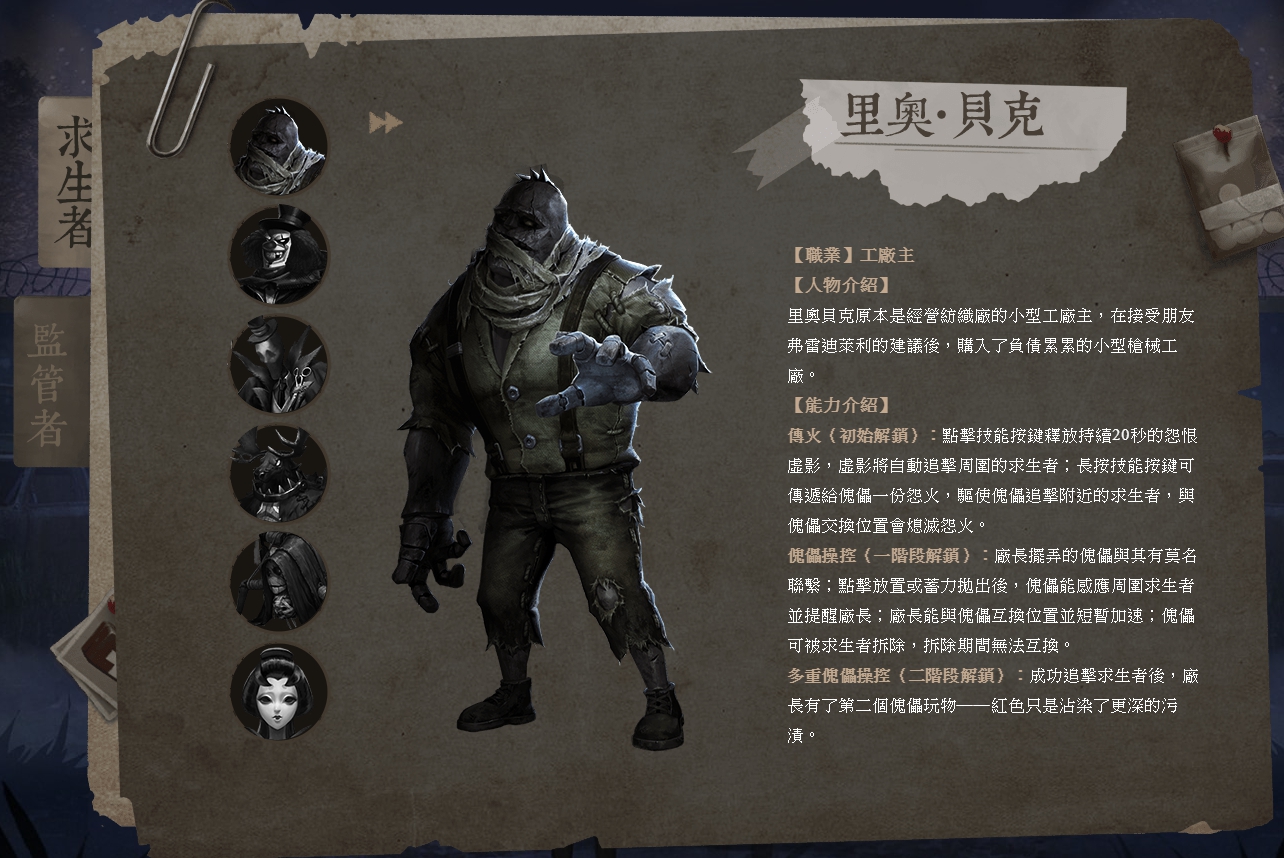 求生者
監管者
里奧·貝克
【職業】工廠主
【人物介紹】
里奧貝克原本是經營紡織廠的小型工廠主，在接受朋友
弗雷迪萊利的建議後，購入了負債累累的小型槍械工
廠。
【能力介紹】
傳火（初始解鎖）：點擊技能按鍵釋放持續20秒的怨恨
虛影，虛影將自動追擊周圍的求生者；長按技能按鍵可
傳遞給傀儡一份怨火，驅使傀儡追擊附近的求生者，與
傀儡交換位置會熄滅怨火。
傀儡操控（一階段解鎖）：廠長擺弄的傀儡與其有莫名
聯繫；點擊放置或蓄力拋出後，傀儡能感應周圍求生者
並提醒廠長；廠長能與傀儡互換位置並短暫加速；傀儡
可被求生者拆除，拆除期間無法互換。
多重傀儡操控（二階段解鎖）：成功追擊求生者後，廠
長有了第二個傀儡玩物——紅色只是沾染了更深的污
漬。